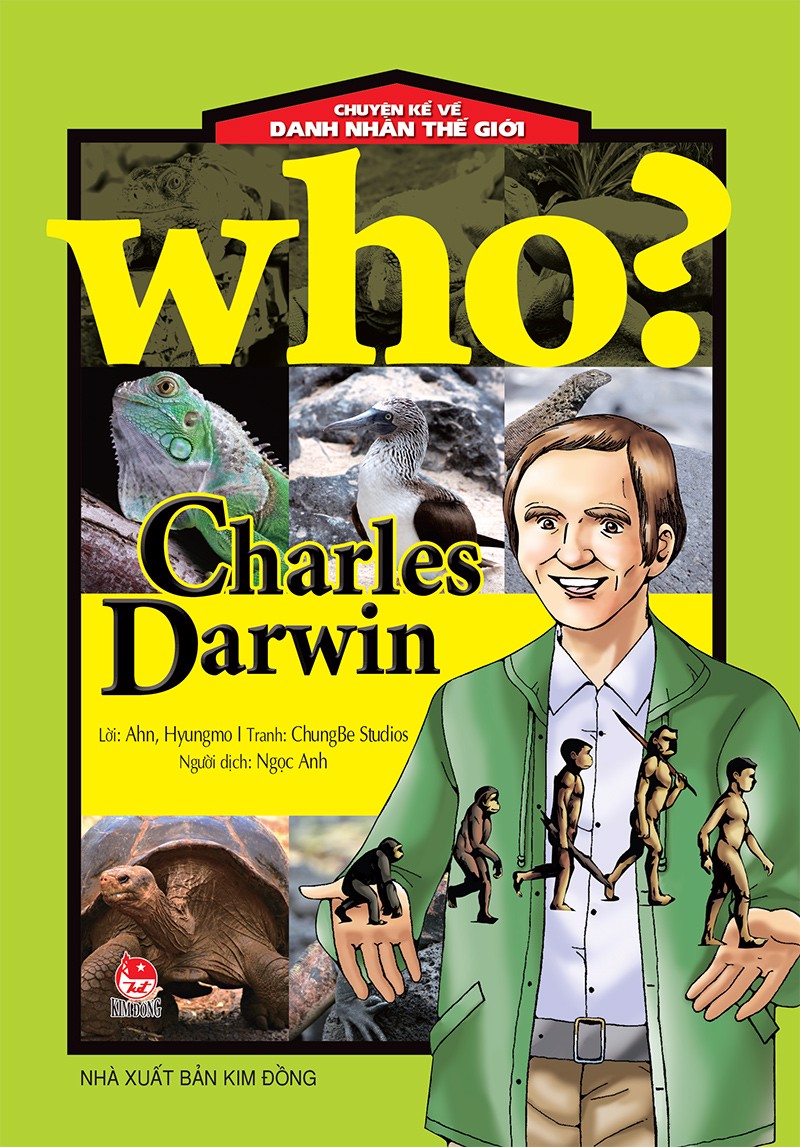 CHUYỆN KỂ VỀ
DANH NHÂN THẾ GIỚI
who?
Charles
Darwin
Lời: Ahn, Hyungmo | Tranh: ChungBe Studios
Người dịch: Ngọc Anh
kđ
KIM ĐỒNG
NHÀ XUẤT BẢN KIM ĐỒNG